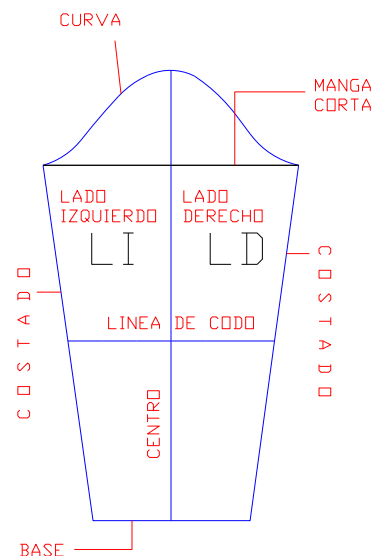 CURVA
MANGA
CORTA
LADO
IZQUIERDO
LADO
DERECHO
LI
LD
COSTADO
COSTADO
LINEA DE CODO
CENTRO
BASE